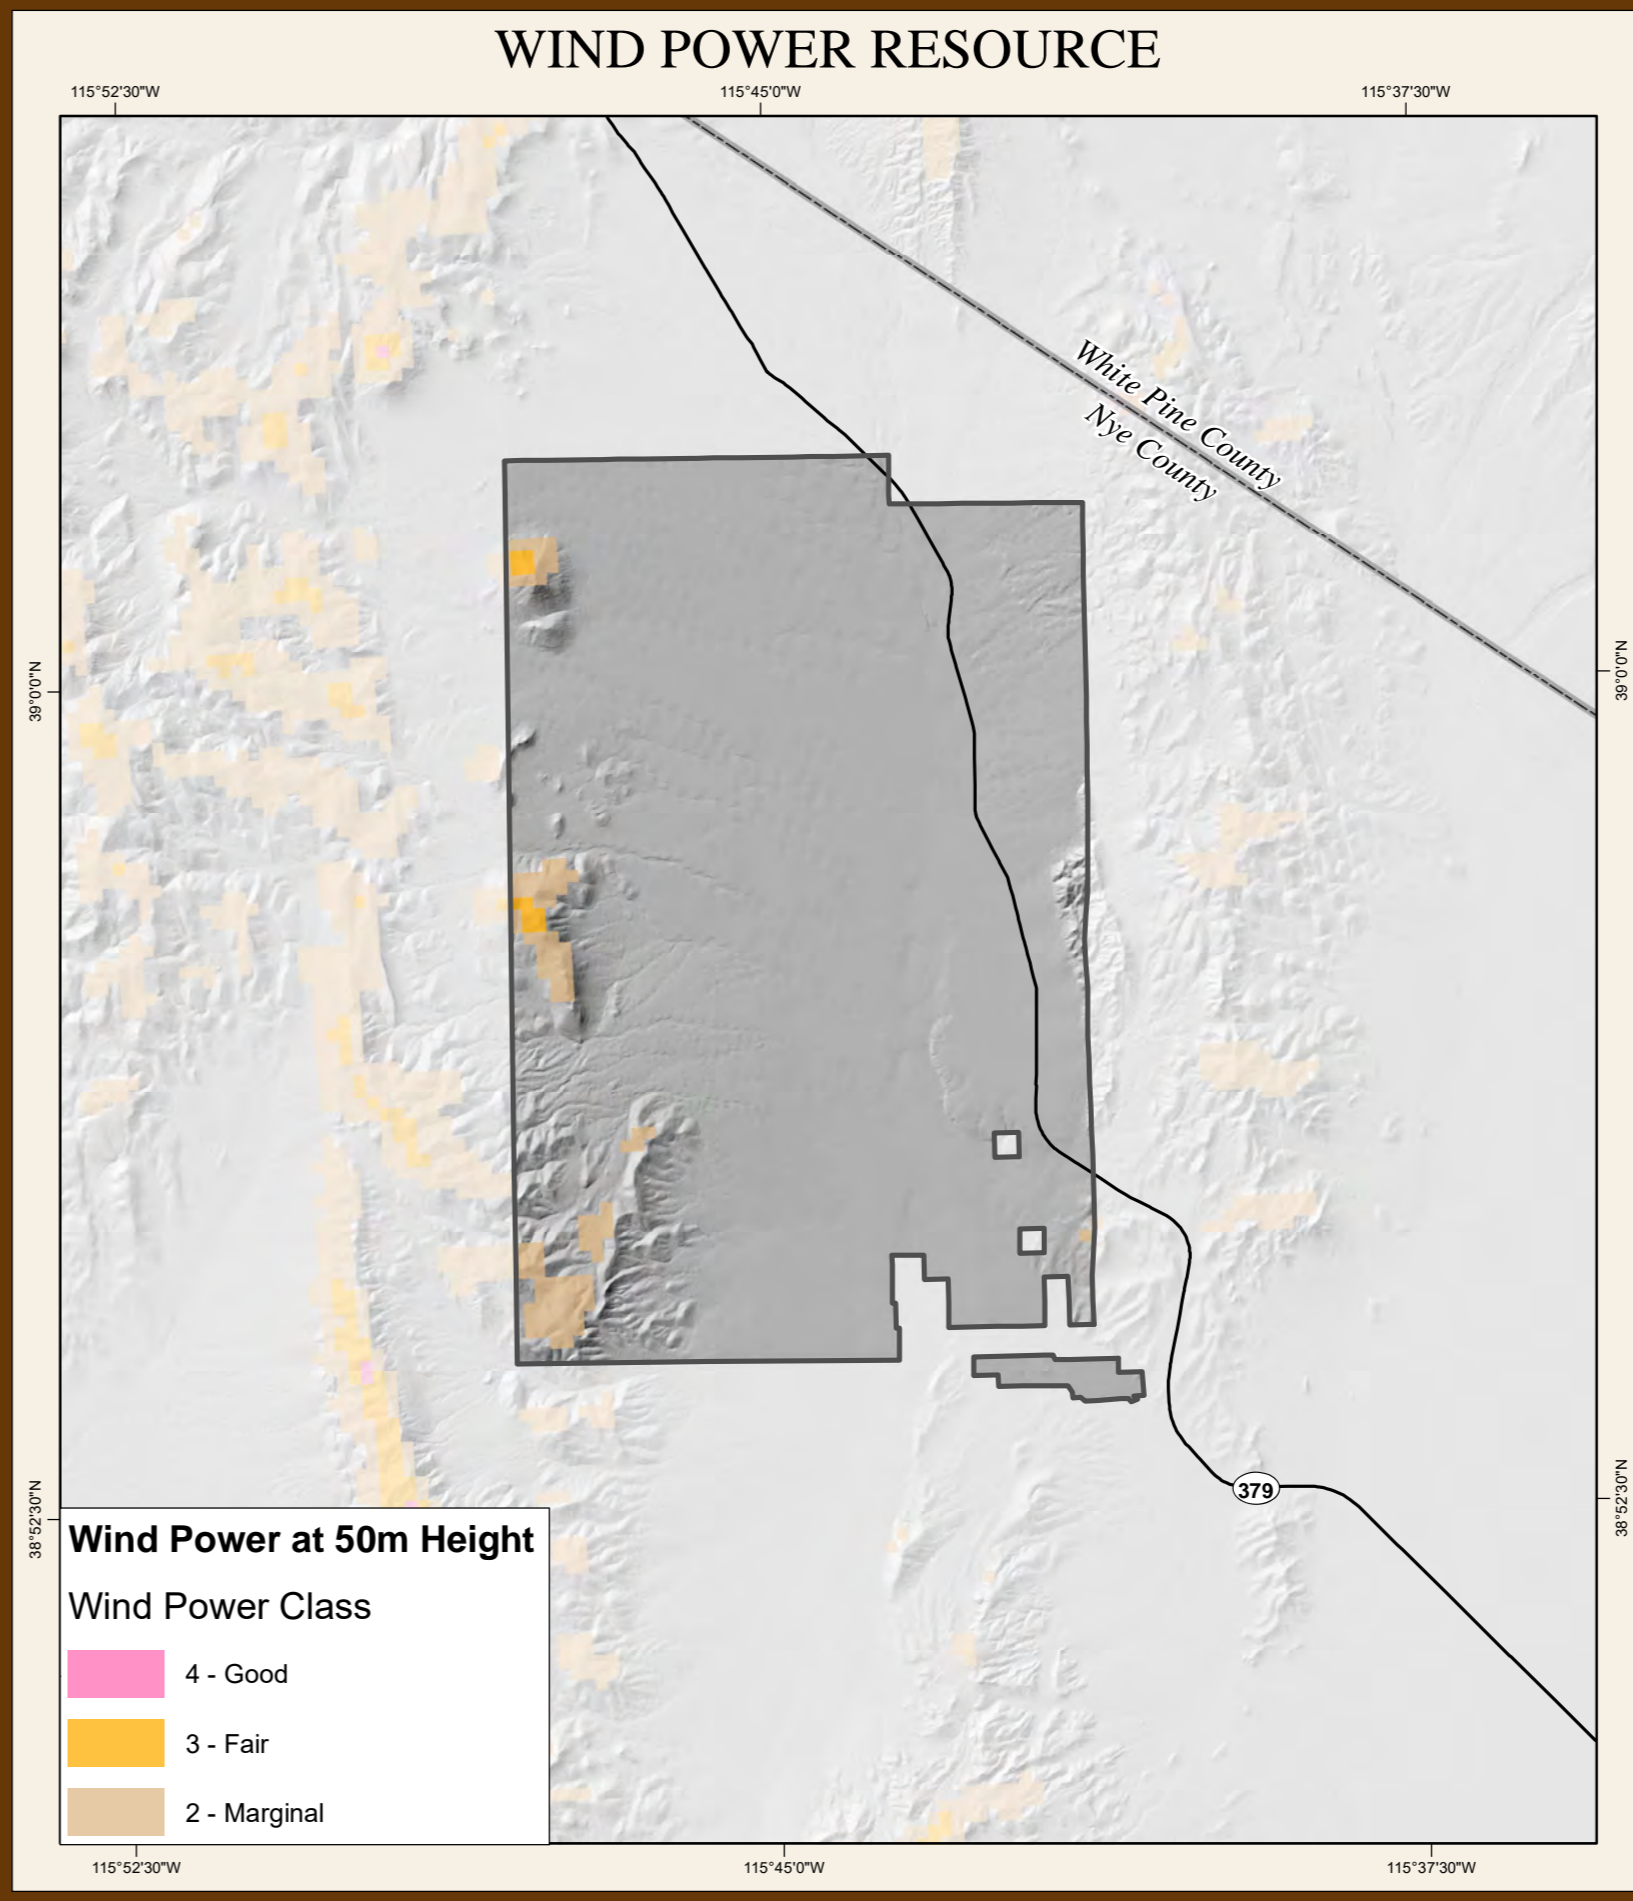 WIND POWER RESOURCE
115°52'30"W
115°45'0"W
115°37'30"W
White Pine County
Nye County
39°0'0"N
39°0'0"N
379
38°52'30"N
38°52'30"N
Wind Power at 50m Height
Wind Power Class
4 - Good
3 - Fair
2 - Marginal
115°52'30"W
115°45'0"W
115°37'30"W